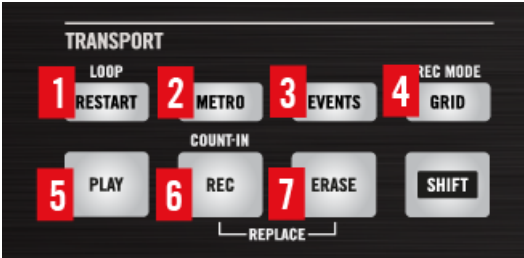 TRANSPORT
LOOP
REC MODE
1 RESTART 2 METRO 3 EVENTS 4 GRID
COUNT-IN
5 PLAY 6 REC 7 ERASE SHIFT
REPLACE